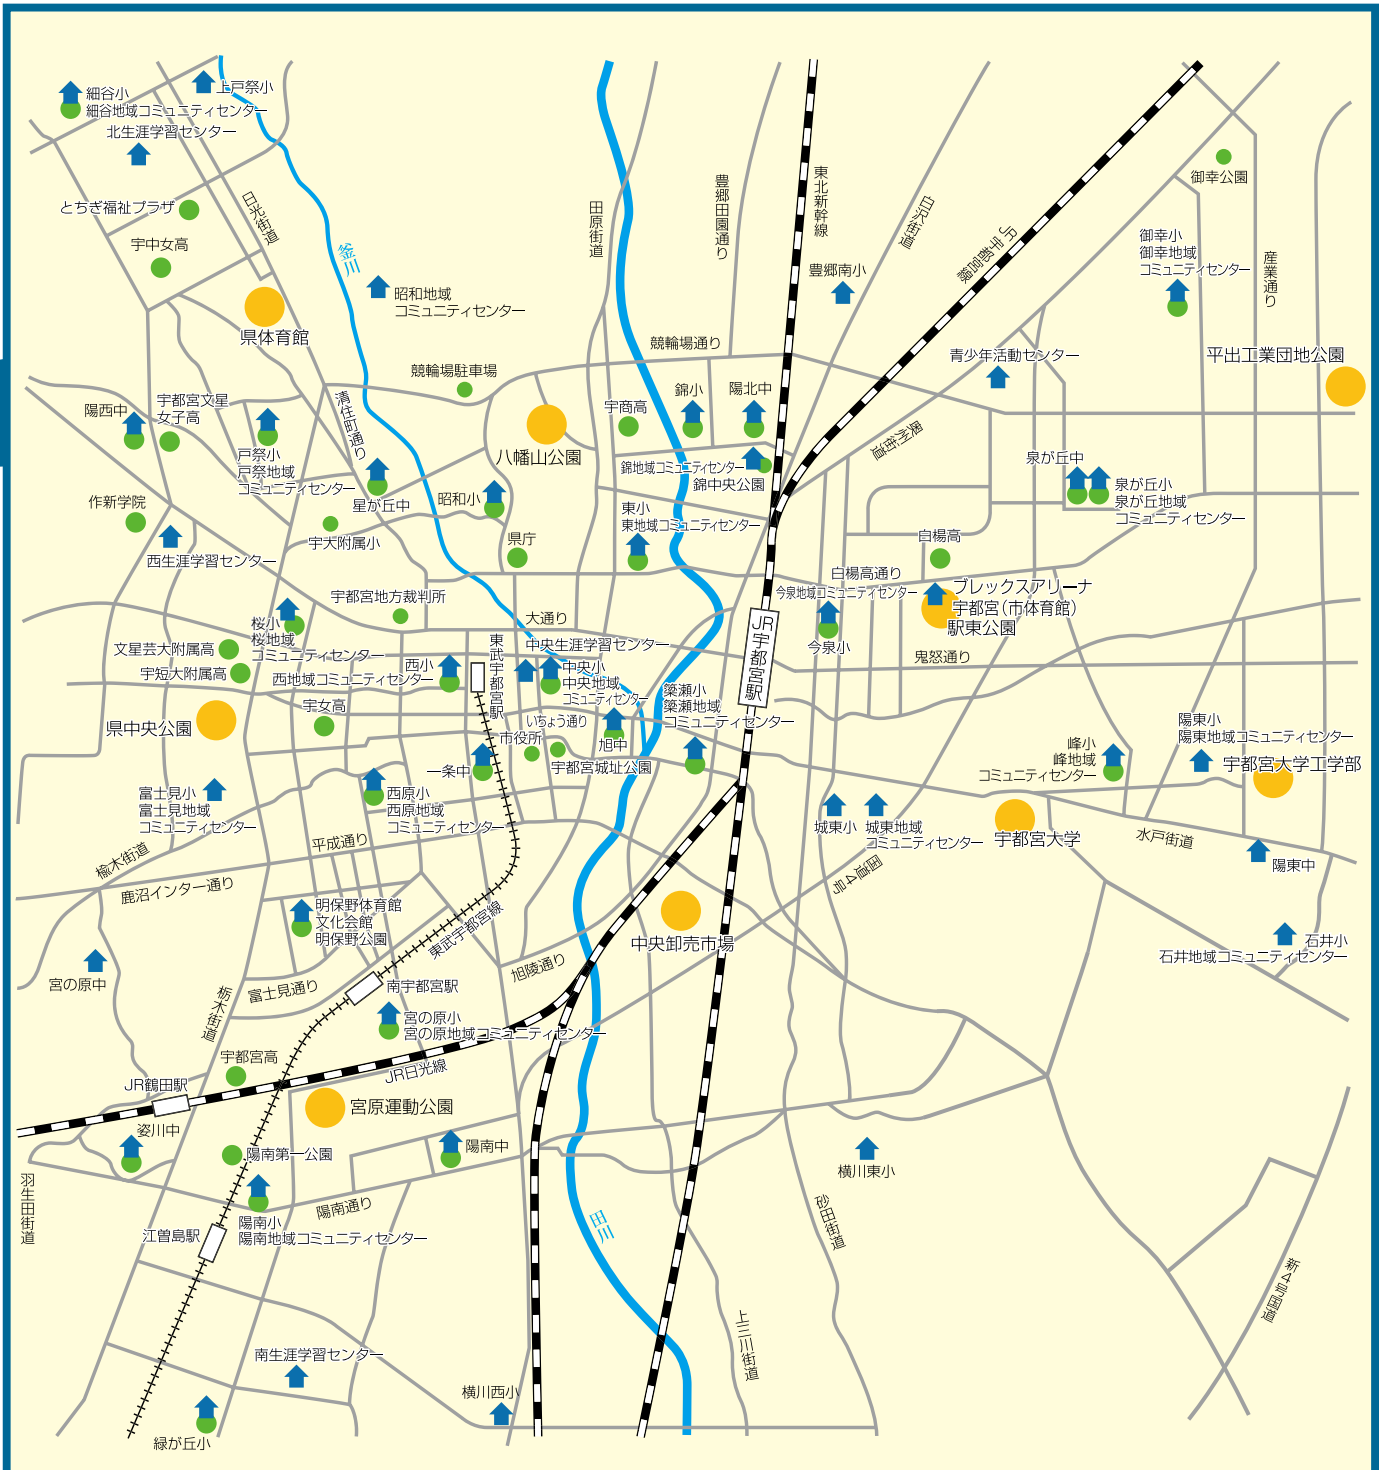 細谷小
細谷地域コミュニティセンター
上戸祭小
北生涯学習センター
とちぎ福祉プラザ
宇中女高
日光街道
釜川
県体育館
昭和地域
コミュニティセンター
田原街道
豊郷田園通り
東北新幹線
白沢街道
JR宇都宮線
豊郷南小
御幸公園
御幸小
御幸地域
コミュニティセンター
産業通り
平出工業団地公園
青少年活動センター
競輪場通り
競輪場駐車場
陽西中
宇都宮文星
女子高
清住町通り
戸祭小
戸祭地域
コミュニティセンター
星が丘中
八幡山公園
宇商高
錦小
陽北中
錦地域コミュニティセンター
錦中央公園
奥州街道
泉が丘中
泉が丘小
泉が丘地域
コミュニティセンター
作新学院
西生涯学習センター
宇大附属小
昭和小
県庁
東小
東地域コミュニティセンター
白楊高
白楊高通り
今泉地域コミュニティセンター
今泉小
ブレックスアリーナ
宇都宮(市体育館)
駅東公園
鬼怒通り
宇都宮地方裁判所
桜小
桜地域
コミュニティセンター
文星芸大附属高
宇短大附属高
西小
西地域コミュニティセンター
大通り
東武宇都宮駅
中央生涯学習センター
中央小
中央地域
コミュニティセンター
JR宇都宮駅
簗瀬小
簗瀬地域
コミュニティセンター
県中央公園
宇女高
いちょう通り
市役所
旭中
宇都宮城址公園
一条中
陽東小
陽東地域コミュニティセンター
峰小
峰地域
コミュニティセンター
宇都宮大学工学部
富士見小
富士見地域
コミュニティセンター
西原小
西原地域
コミュニティセンター
城東小
城東地域
コミュニティセンター
宇都宮大学
水戸街道
陽東中
楡木街道
平成通り
鹿沼インター通り
国道4号
明保野体育館
文化会館
明保野公園
東武宇都宮線
中央卸売市場
旭陵通り
石井小
石井地域コミュニティセンター
宮の原中
栃木街道
富士見通り
南宇都宮駅
宮の原小
宮の原地域コミュニティセンター
宇都宮高
JR日光線
JR鶴田駅
宮原運動公園
姿川中
陽南第一公園
陽南中
横川東小
羽生田街道
陽南通り
陽南小
陽南地域コミュニティセンター
江曽島駅
田川
砂田街道
新4号国道
上三川街道
南生涯学習センター
横川西小
緑が丘小